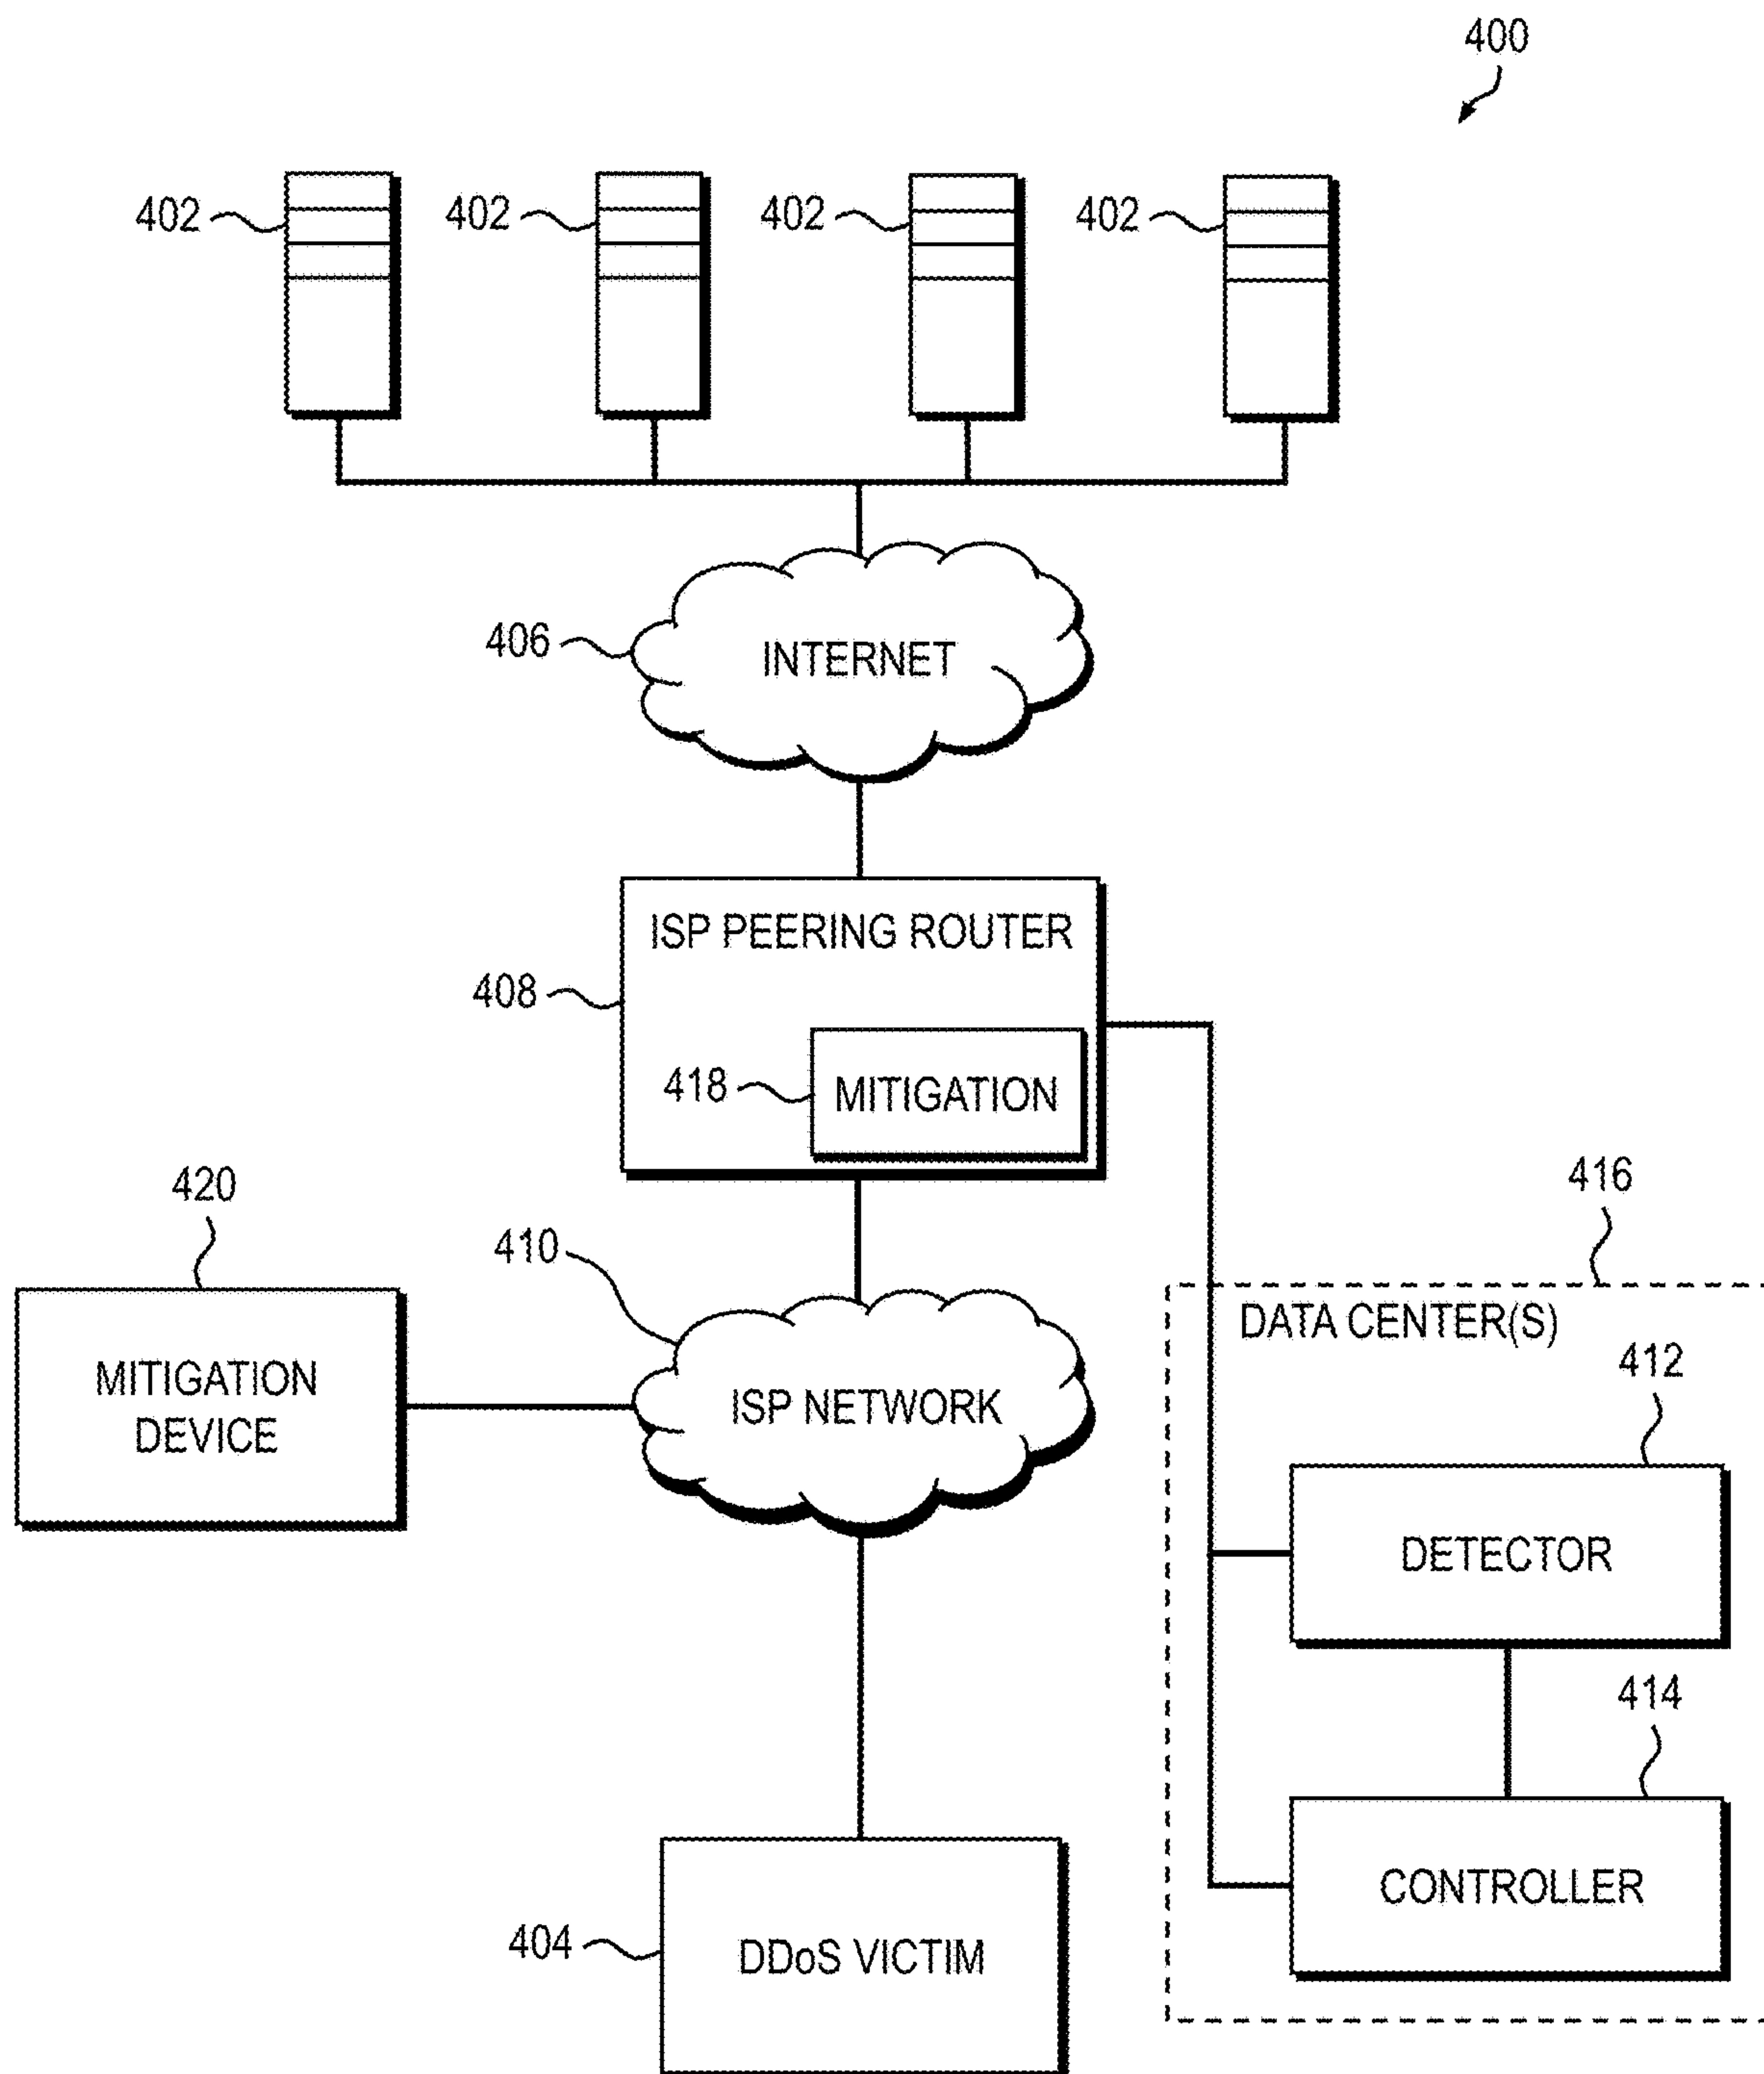 400
402
402
402
402
406
INTERNET
ISP PEERING ROUTER
408
418
MITIGATION
420
410
416
MITIGATION
DEVICE
ISP NETWORK
DATA CENTER(S)
412
DETECTOR
414
CONTROLLER
404
DDoS VICTIM